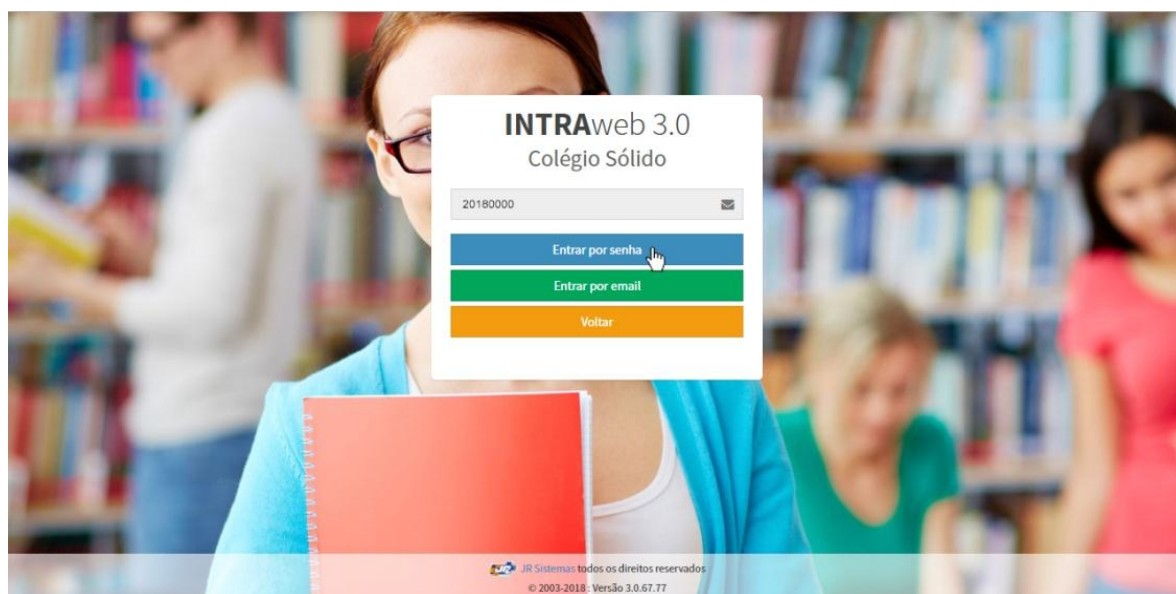 INTRAweb 3.0
Colégio Sólido
20180000
Entrar por senha
Entrar por email
Voltar
JR Sistemas todos os direitos reservados
© 2003-2018 : Versão 3.0.67.77